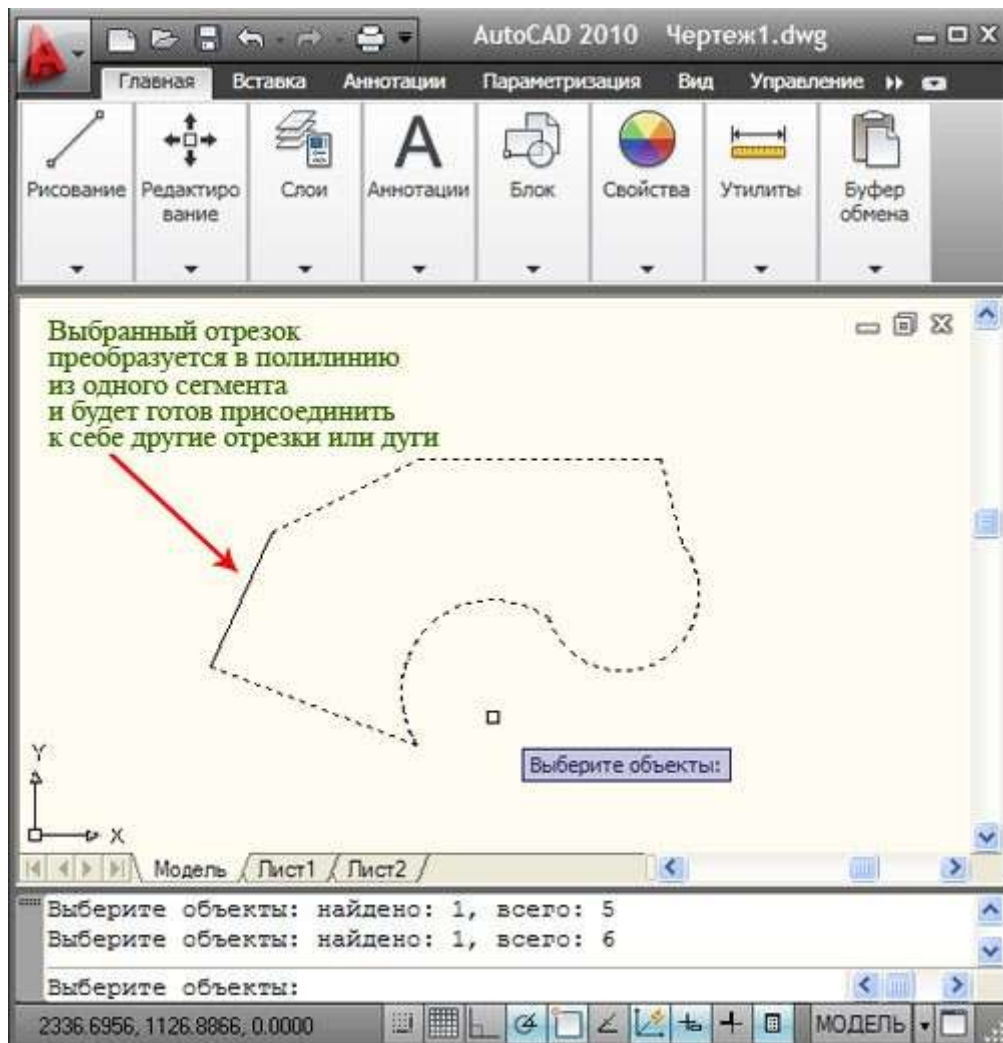 AutoCAD 2010 Чертеж1.dwg
Главная Вставка Аннотации Параметризация Вид Управление
Рисование
Редактиро
вание
Слои
Аннотации
Блок
Свойства
Утилиты
Буфер
обмена
Выбранный отрезок
преобразуется в полилинию
из одного сегмента
и будет готов присоединить
к себе другие отрезки или дуги
Выберите объекты:
Y
X
Модель Лист1 Лист2
Выберите объекты: найдено: 1, всего: 5
Выберите объекты: найдено: 1, всего: 6
Выберите объекты:
2336.6956, 1126.8866, 0.0000 МОДЕЛЬ